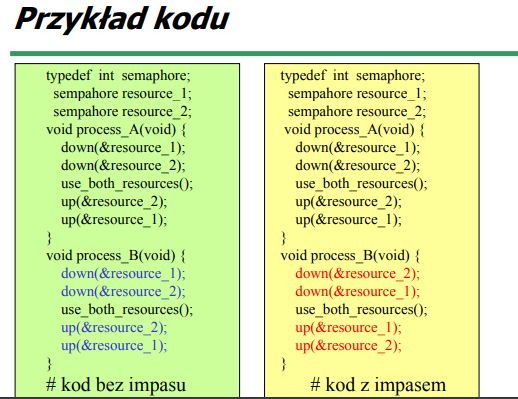 Przykład kodu
typedef int semaphore;
sempahore resource_1;
sempahore resource_2;
void process_A(void) {
down(&resource_1);
down(&resource_2);
use_both_resources();
up(&resource_2);
up(&resource_1);
}
void process_B(void) {
down(&resource_1);
down(&resource_2);
use_both_resources();
up(&resource_2);
up(&resource_1);
}
# kod bez impasu
typedef int semaphore;
sempahore resource_1;
sempahore resource_2;
void process_A(void) {
down(&resource_1);
down(&resource_2);
use_both_resources();
up(&resource_2);
up(&resource_1);
}
void process_B(void) {
down(&resource_2);
down(&resource_1);
use_both_resources();
up(&resource_1);
up(&resource_2);
}
# kod z impasem